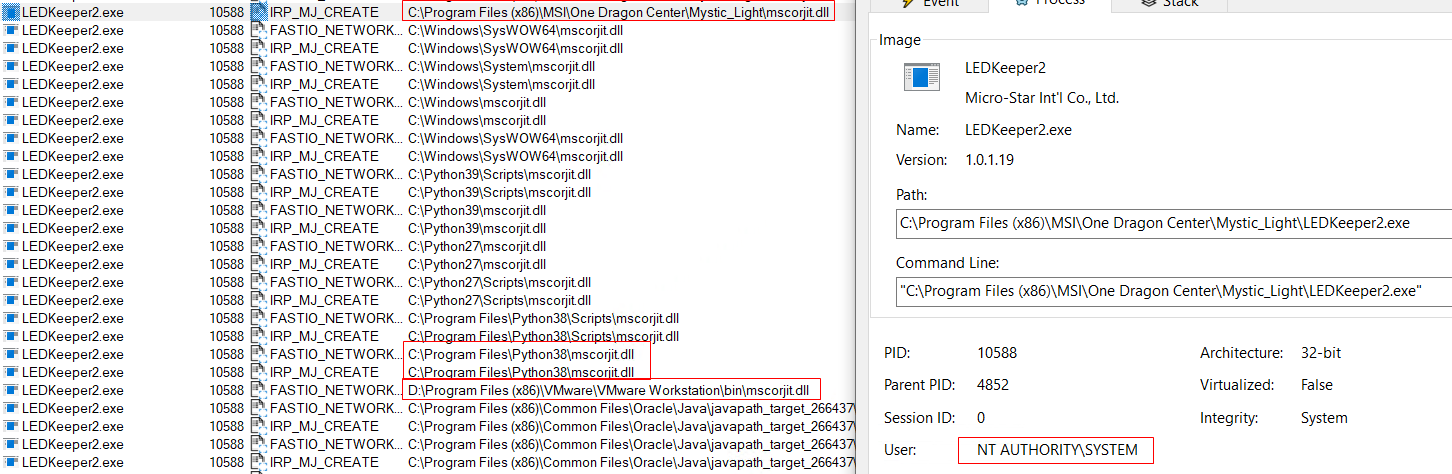 LEDKeeper2.exe 10588 IRP_MJ_CREATE C:\Program Files (x86)\MSI\One Dragon Center\Mystic_Light\mscorjit.dll
LEDKeeper2.exe 10588 FASTIO_NETWORK... C:\Windows\SysWOW64\mscorjit.dll
LEDKeeper2.exe 10588 IRP_MJ_CREATE C:\Windows\SysWOW64\mscorjit.dll
LEDKeeper2.exe 10588 FASTIO_NETWORK... C:\Windows\System\mscorjit.dll
LEDKeeper2.exe 10588 IRP_MJ_CREATE C:\Windows\System\mscorjit.dll
LEDKeeper2.exe 10588 FASTIO_NETWORK... C:\Windows\mscorjit.dll
LEDKeeper2.exe 10588 IRP_MJ_CREATE C:\Windows\mscorjit.dll
LEDKeeper2.exe 10588 FASTIO_NETWORK... C:\Windows\SysWOW64\mscorjit.dll
LEDKeeper2.exe 10588 IRP_MJ_CREATE C:\Windows\SysWOW64\mscorjit.dll
LEDKeeper2.exe 10588 FASTIO_NETWORK... C:\Python39\Scripts\mscorjit.dll
LEDKeeper2.exe 10588 IRP_MJ_CREATE C:\Python39\Scripts\mscorjit.dll
LEDKeeper2.exe 10588 FASTIO_NETWORK... C:\Python39\mscorjit.dll
LEDKeeper2.exe 10588 IRP_MJ_CREATE C:\Python39\mscorjit.dll
LEDKeeper2.exe 10588 FASTIO_NETWORK... C:\Python27\mscorjit.dll
LEDKeeper2.exe 10588 IRP_MJ_CREATE C:\Python27\mscorjit.dll
LEDKeeper2.exe 10588 FASTIO_NETWORK... C:\Python27\Scripts\mscorjit.dll
LEDKeeper2.exe 10588 IRP_MJ_CREATE C:\Python27\Scripts\mscorjit.dll
LEDKeeper2.exe 10588 FASTIO_NETWORK... C:\Program Files\Python38\Scripts\mscorjit.dll
LEDKeeper2.exe 10588 IRP_MJ_CREATE C:\Program Files\Python38\Scripts\mscorjit.dll
LEDKeeper2.exe 10588 FASTIO_NETWORK... C:\Program Files\Python38\mscorjit.dll
LEDKeeper2.exe 10588 IRP_MJ_CREATE C:\Program Files\Python38\mscorjit.dll
LEDKeeper2.exe 10588 FASTIO_NETWORK... D:\Program Files (x86)\VMware\VMware Workstation\bin\mscorjit.dll
LEDKeeper2.exe 10588 FASTIO_NETWORK... C:\Program Files (x86)\Common Files\Oracle\Java\javapath_target_266437\
LEDKeeper2.exe 10588 IRP_MJ_CREATE C:\Program Files (x86)\Common Files\Oracle\Java\javapath_target_266437\
LEDKeeper2.exe 10588 FASTIO_NETWORK... C:\Program Files (x86)\Common Files\Oracle\Java\javapath_target_266437\
LEDKeeper2.exe 10588 IRP_MJ_CREATE C:\Program Files (x86)\Common Files\Oracle\Java\javapath_target_266437\
Event Process Stack
Image
LEDKeeper2
Micro-Star Int'l Co., Ltd.
Name: LEDKeeper2.exe
Version: 1.0.1.19
Path:
C:\Program Files (x86)\MSI\One Dragon Center\Mystic_Light\LEDKeeper2.exe
Command Line:
"C:\Program Files (x86)\MSI\One Dragon Center\Mystic_Light\LEDKeeper2.exe"
PID: 10588 Architecture: 32-bit
Parent PID: 4852 Virtualized: False
Session ID: 0 Integrity: System
User: NT AUTHORITY\SYSTEM